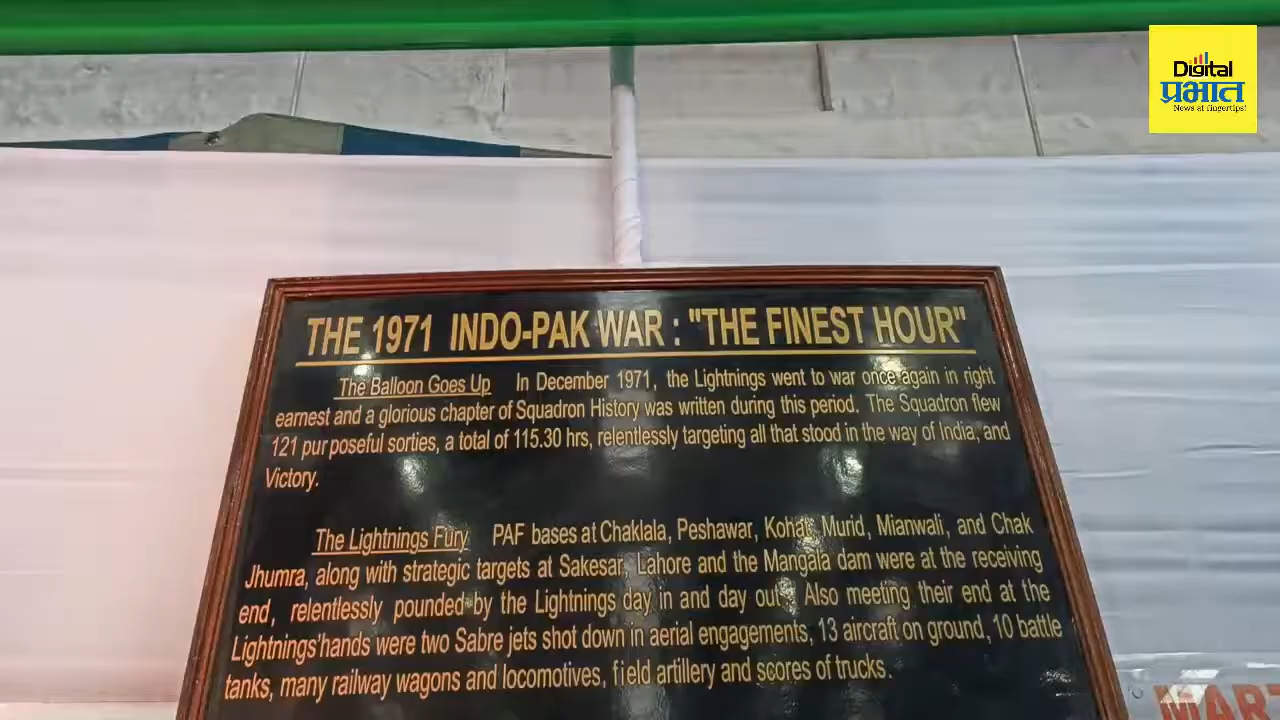 Digital
प्रभात
News at fingertips!
THE 1971 INDO-PAK WAR : "THE FINEST HOUR"
The Balloon Goes Up In December 1971, the Lightnings went to war once again in right
earnest and a glorious chapter of Squadron History was written during this period. The Squadron flew
121 pur poseful sorties, a total of 115.30 hrs, relentlessly targeting all that stood in the way of India, and
Victory.
The Lightnings Fury PAF bases at Chaklala, Peshawar, Kohat, Murid, Mianwali, and Chak
Jhumra, along with strategic targets at Sakesar, Lahore and the Mangala dam were at the receiving
end, relentlessly pounded by the Lightnings day in and day out. Also meeting their end at the
Lightnings'hands were two Sabre jets shot down in aerial engagements, 13 aircraft on ground, 10 battle
tanks, many railway wagons and locomotives, field artillery and scores of trucks.